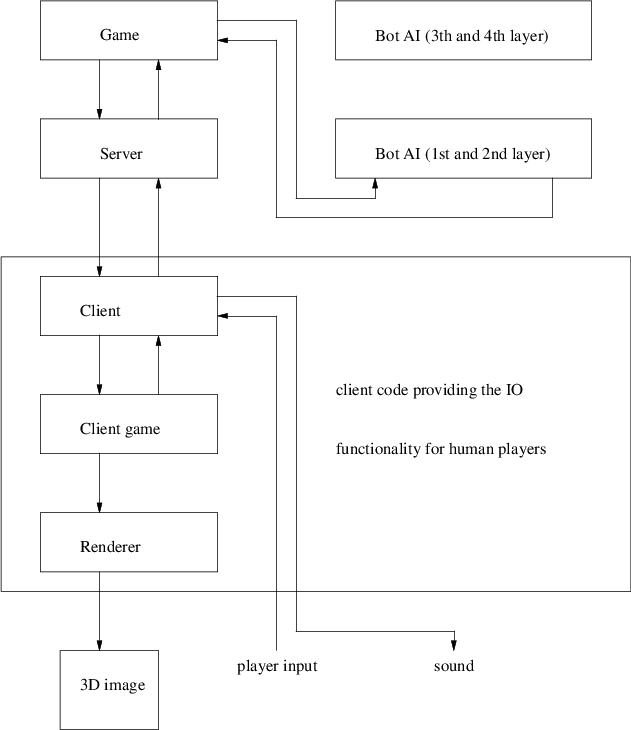 Game
Bot AI (3th and 4th layer)
Server
Bot AI (1st and 2nd layer)
Client
client code providing the IO
Client game
functionality for human players
Renderer
player input
sound
3D image